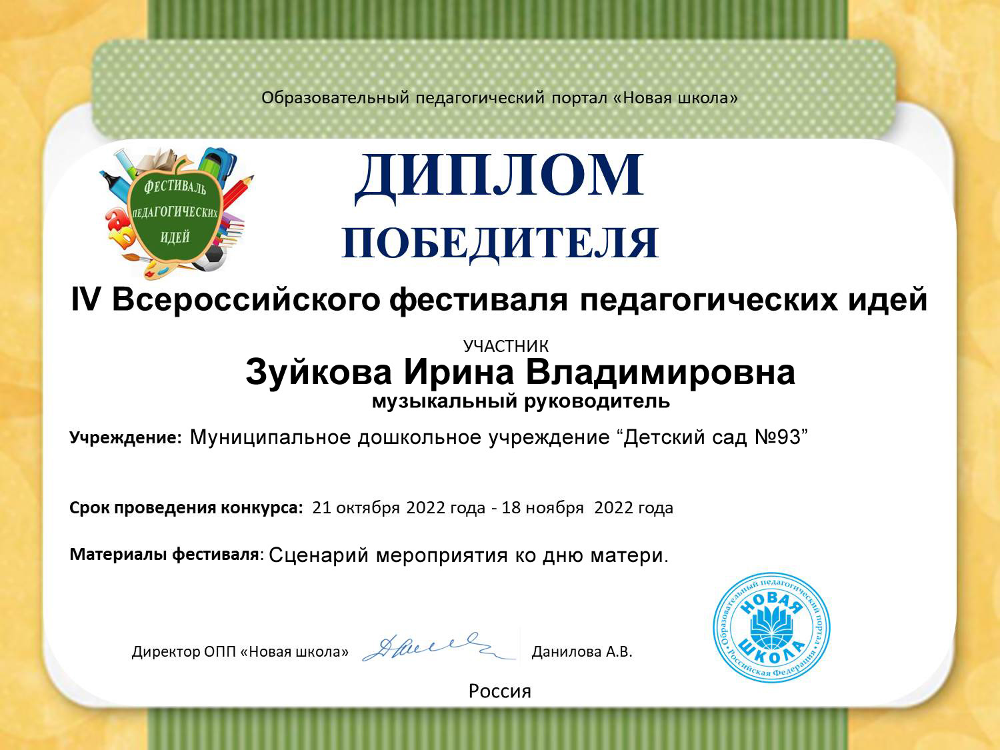 Образовательный педагогический портал «Новая школа»
ФЕСТИВАЛЬ
ПЕДАГОГИЧЕСКИХ
ИДЕЙ
ДИПЛОМ
ПОБЕДИТЕЛЯ
IV Всероссийского фестиваля педагогических идей
УЧАСТНИК
Зуйкова Ирина Владимировна
музыкальный руководитель
Учреждение: Муниципальное дошкольное учреждение “Детский сад №93”
Срок проведения конкурса: 21 октября 2022 года - 18 ноября 2022 года
Материалы фестиваля: Сценарий мероприятия ко дню матери.
Образовательный педагогический портал
НОВАЯ
ШКОЛА
Российская Федерация
Директор ОПП «Новая школа» Данилова А.В.
Россия